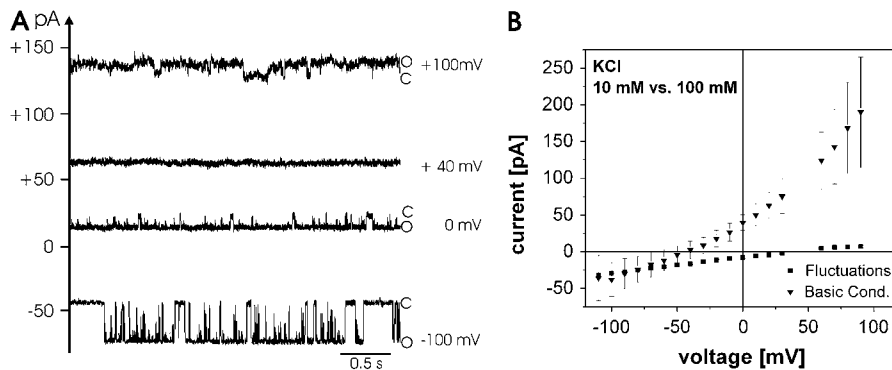 A
pA
+150
+100
+50
0
-50
O
C
+100mV
+ 40 mV
C
O
0 mV
C
O
-100 mV
0.5 s
B
KCl
10 mM vs. 100 mM
current [pA]
250
200
150
100
50
0
-50
Fluctuations
Basic Cond.
-100
-50
0
50
100
voltage [mV]